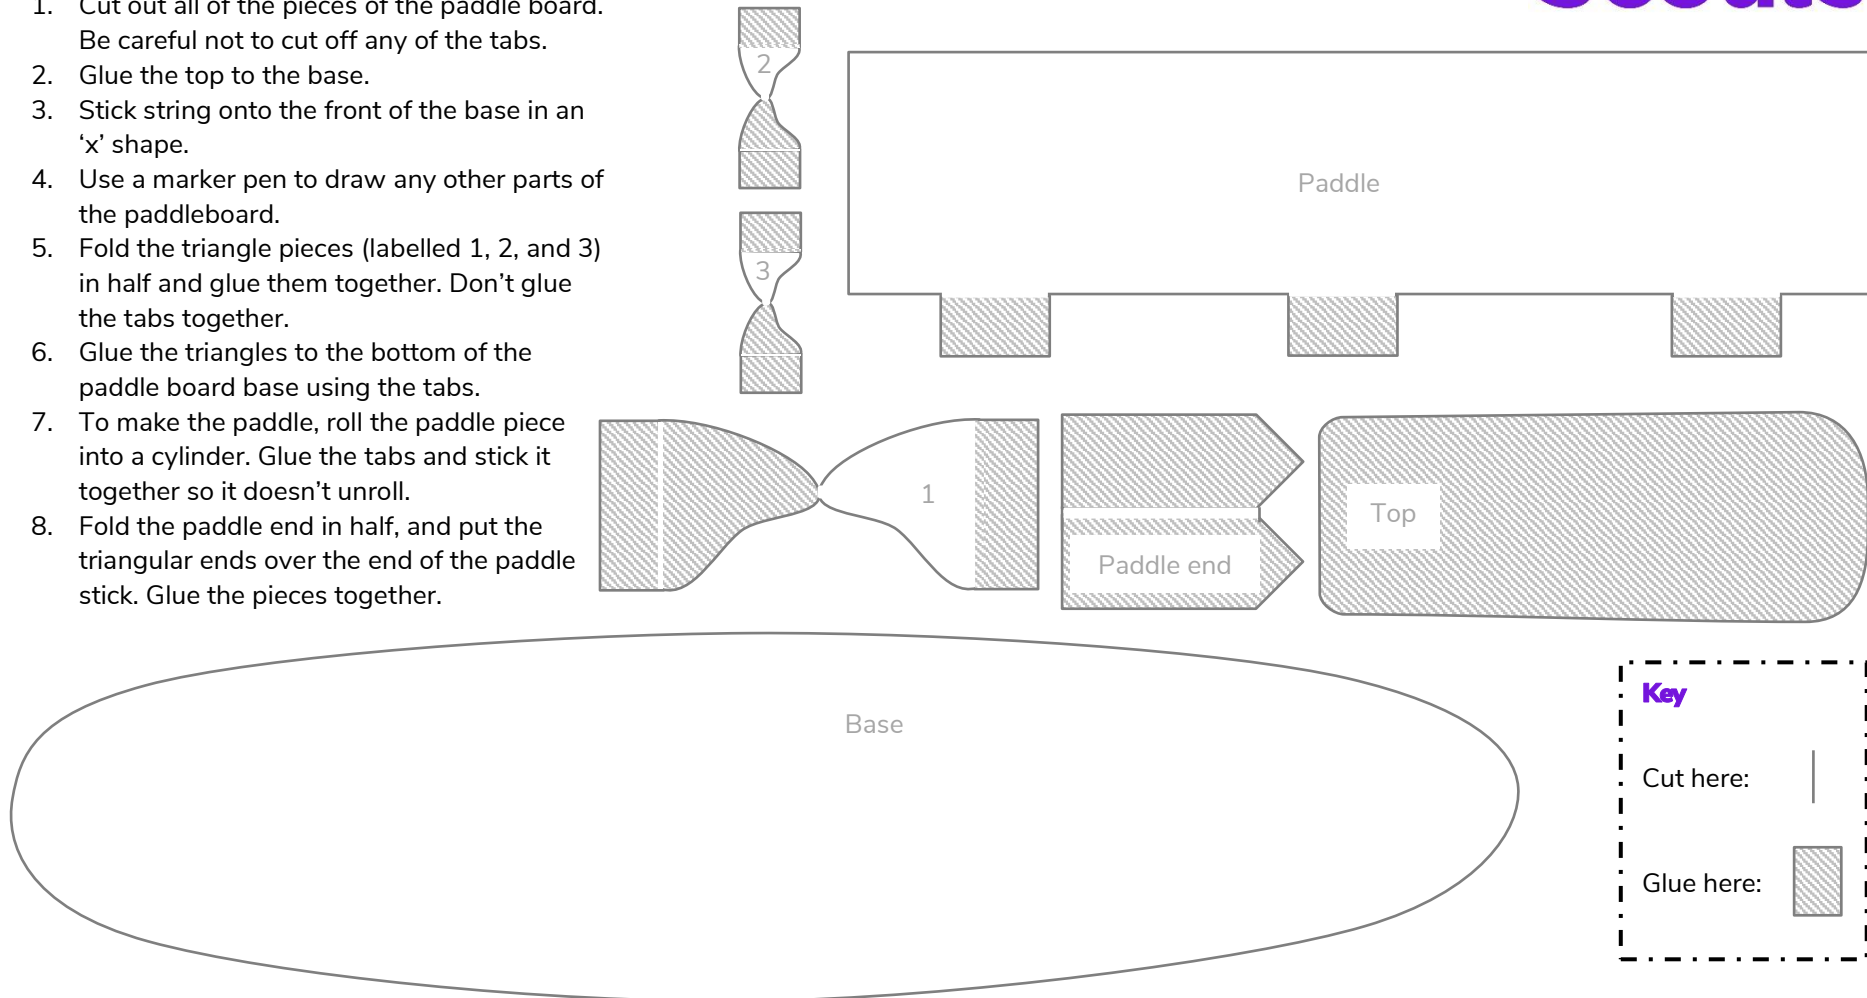 1. Cut out all of the pieces of the paddle board.
Be careful not to cut off any of the tabs.
2. Glue the top to the base.
3. Stick string onto the front of the base in an
‘x’ shape.
4. Use a marker pen to draw any other parts of
the paddleboard.
5. Fold the triangle pieces (labelled 1, 2, and 3)
in half and glue them together. Don’t glue
the tabs together.
6. Glue the triangles to the bottom of the
paddle board base using the tabs.
7. To make the paddle, roll the paddle piece
into a cylinder. Glue the tabs and stick it
together so it doesn’t unroll.
8. Fold the paddle end in half, and put the
triangular ends over the end of the paddle
stick. Glue the pieces together.
2
3
Paddle
1
Paddle end
Top
Base
Key
Cut here:
Glue here: